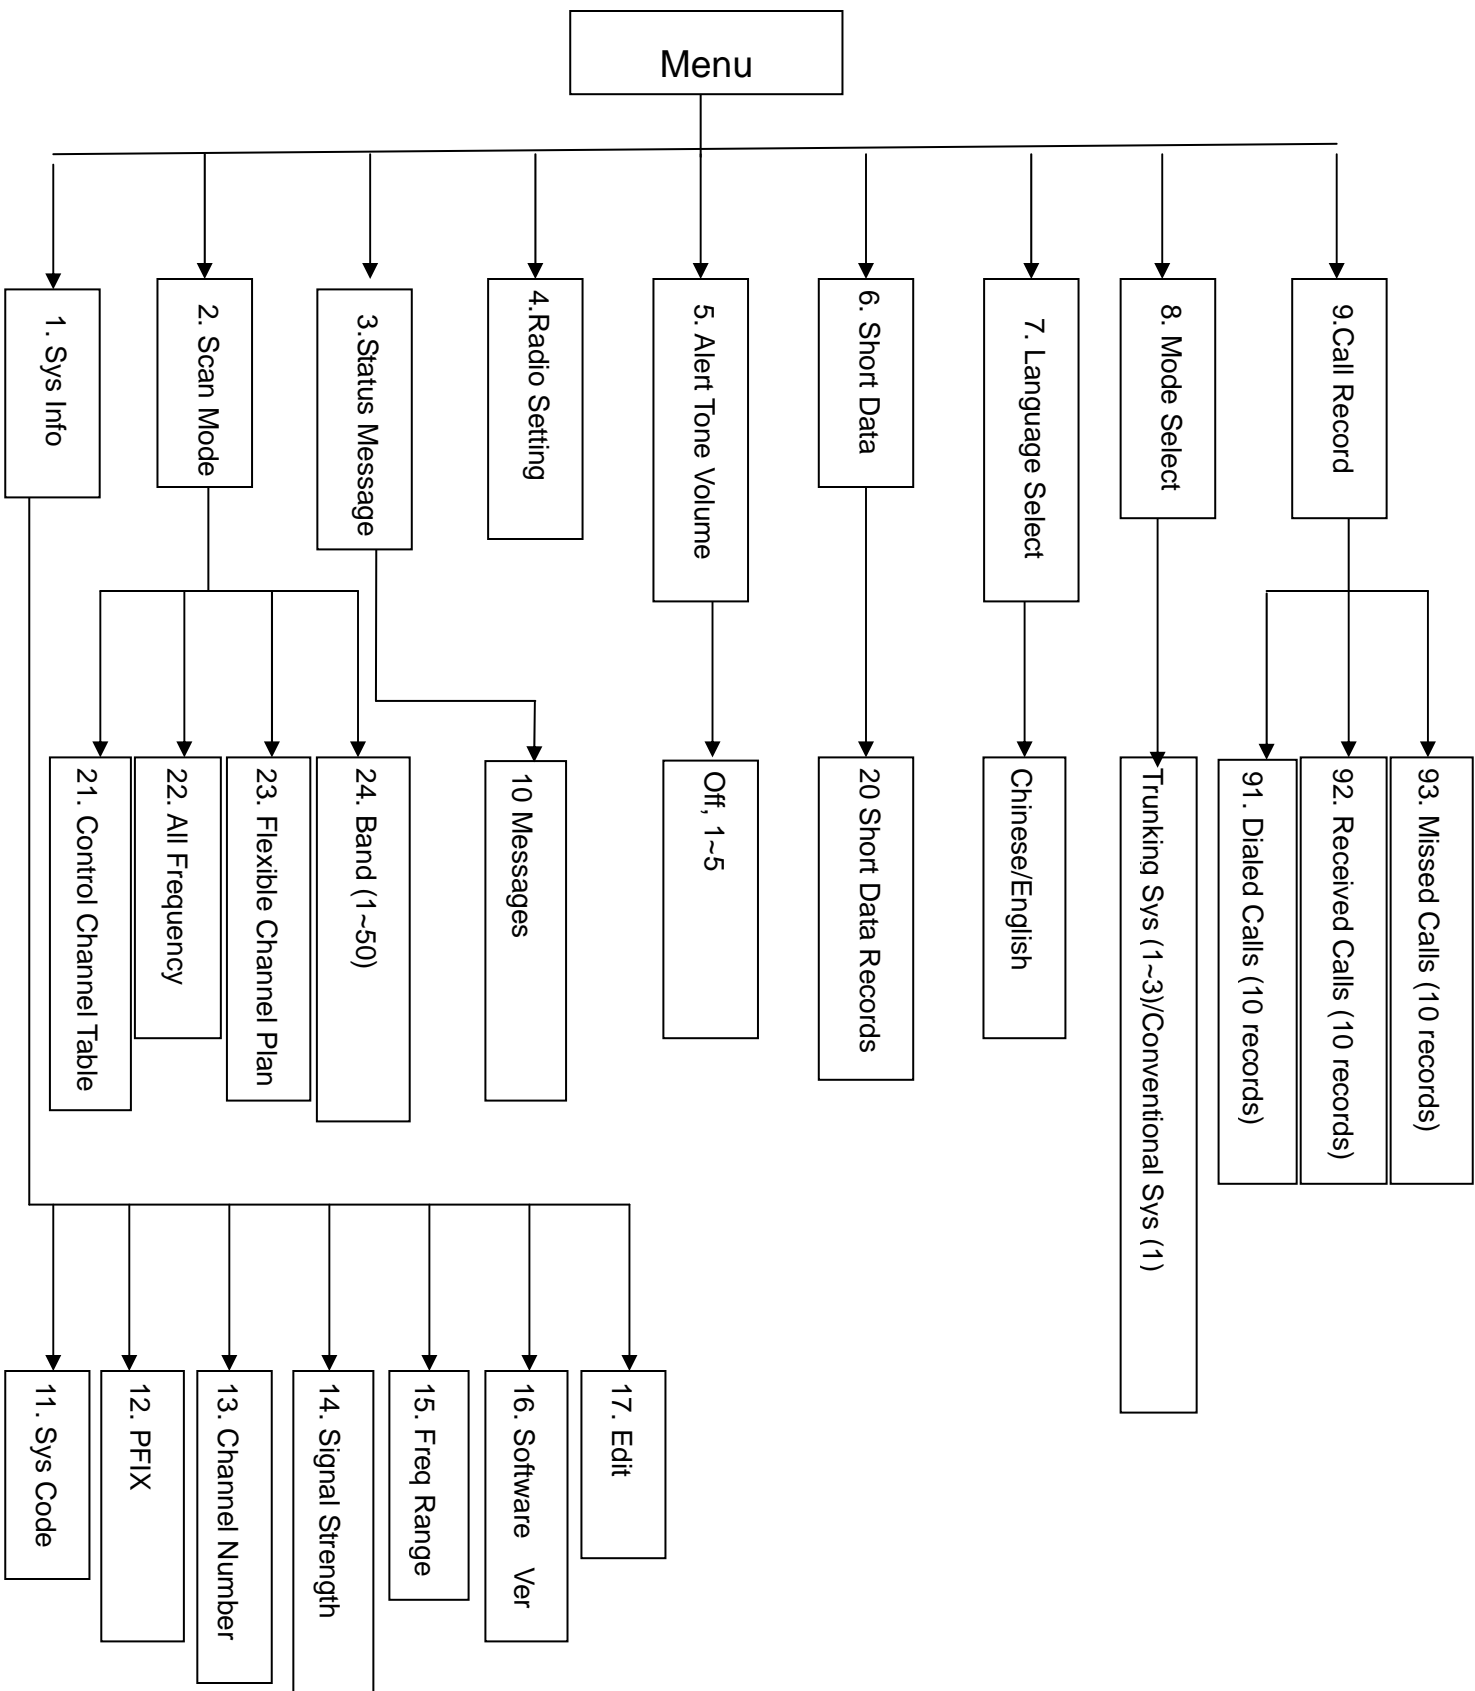 Menu
1. Sys Info
2. Scan Mode
3.Status Message
4.Radio Setting
5. Alert Tone Volume
6. Short Data
7. Language Select
8. Mode Select
9.Call Record
21. Control Channel Table
22. All Frequency
23. Flexible Channel Plan
24. Band (1~50)
10 Messages
Off, 1~5
20 Short Data Records
Chinese/English
Trunking Sys (1~3)/Conventional Sys (1)
91. Dialed Calls (10 records)
92. Received Calls (10 records)
93. Missed Calls (10 records)
11. Sys Code
12. PFIX
13. Channel Number
14. Signal Strength
15. Freq Range
16. Software Ver
17. Edit